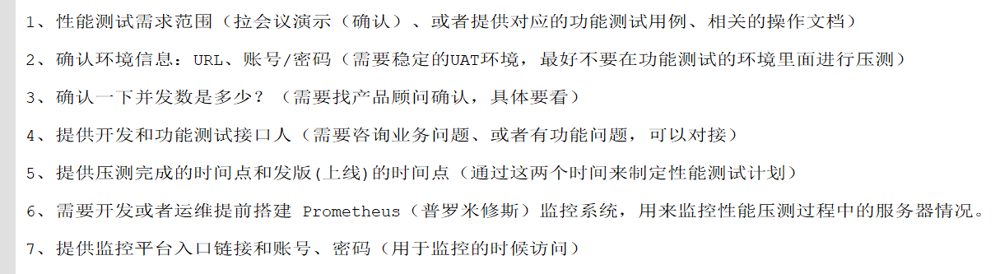 1、性能测试需求范围（拉会议演示（确认）、或者提供对应的功能测试用例、相关的操作文档）
2、确认环境信息：URL、账号/密码（需要稳定的UAT环境，最好不要在功能测试的环境里面进行压测）
3、确认一下并发数是多少？（需要找产品顾问确认，具体要看）
4、提供开发和功能测试接口人（需要咨询业务问题、或者有功能问题，可以对接）
5、提供压测完成的时间点和发版(上线)的时间点（通过这两个时间来制定性能测试计划）
6、需要开发或者运维提前搭建 Prometheus（普罗米修斯）监控系统，用来监控性能压测过程中的服务器情况。
7、提供监控平台入口链接和账号、密码（用于监控的时候访问）